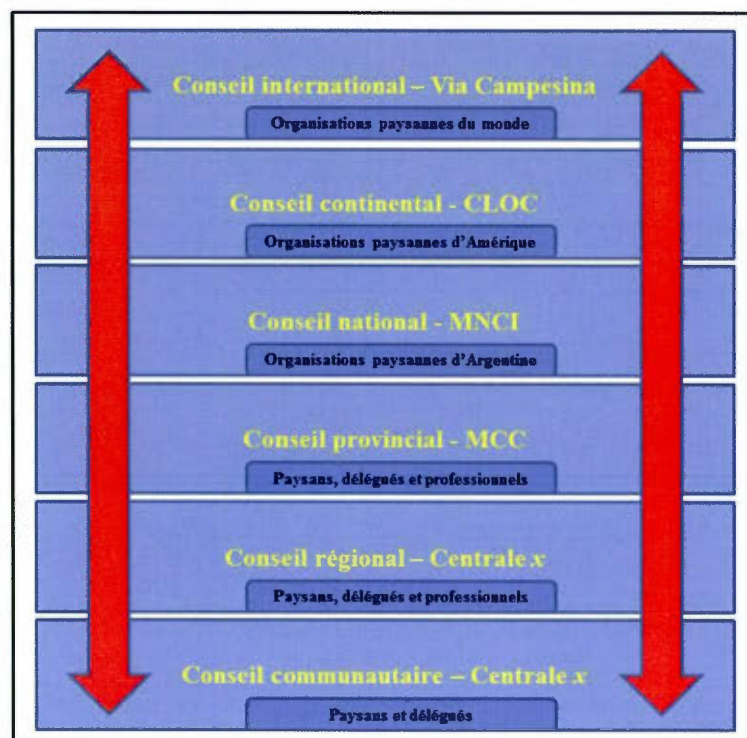 Conseil international – Via Campesina
Organisations paysannes du monde
Conseil continental - CLOC
Organisations paysannes d'Amérique
Conseil national - MNCI
Organisations paysannes d'Argentine
Conseil provincial - MCC
Paysans, délégués et professionnels
Conseil régional – Centrale x
Paysans, délégués et professionnels
Conseil communautaire – Centrale x
Paysans et délégués